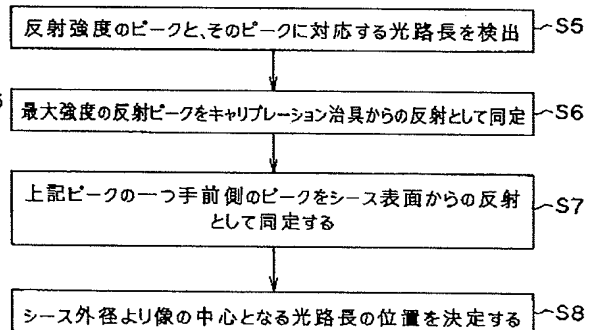 反射強度のピークと、そのピークに対応する光路長を検出
S5
最大強度の反射ピークをキャリブレーション治具からの反射として同定
S6
上記ピークの一つ手前側のピークをシース表面からの反射
として同定する
S7
シース外径より像の中心となる光路長の位置を決定する
S8